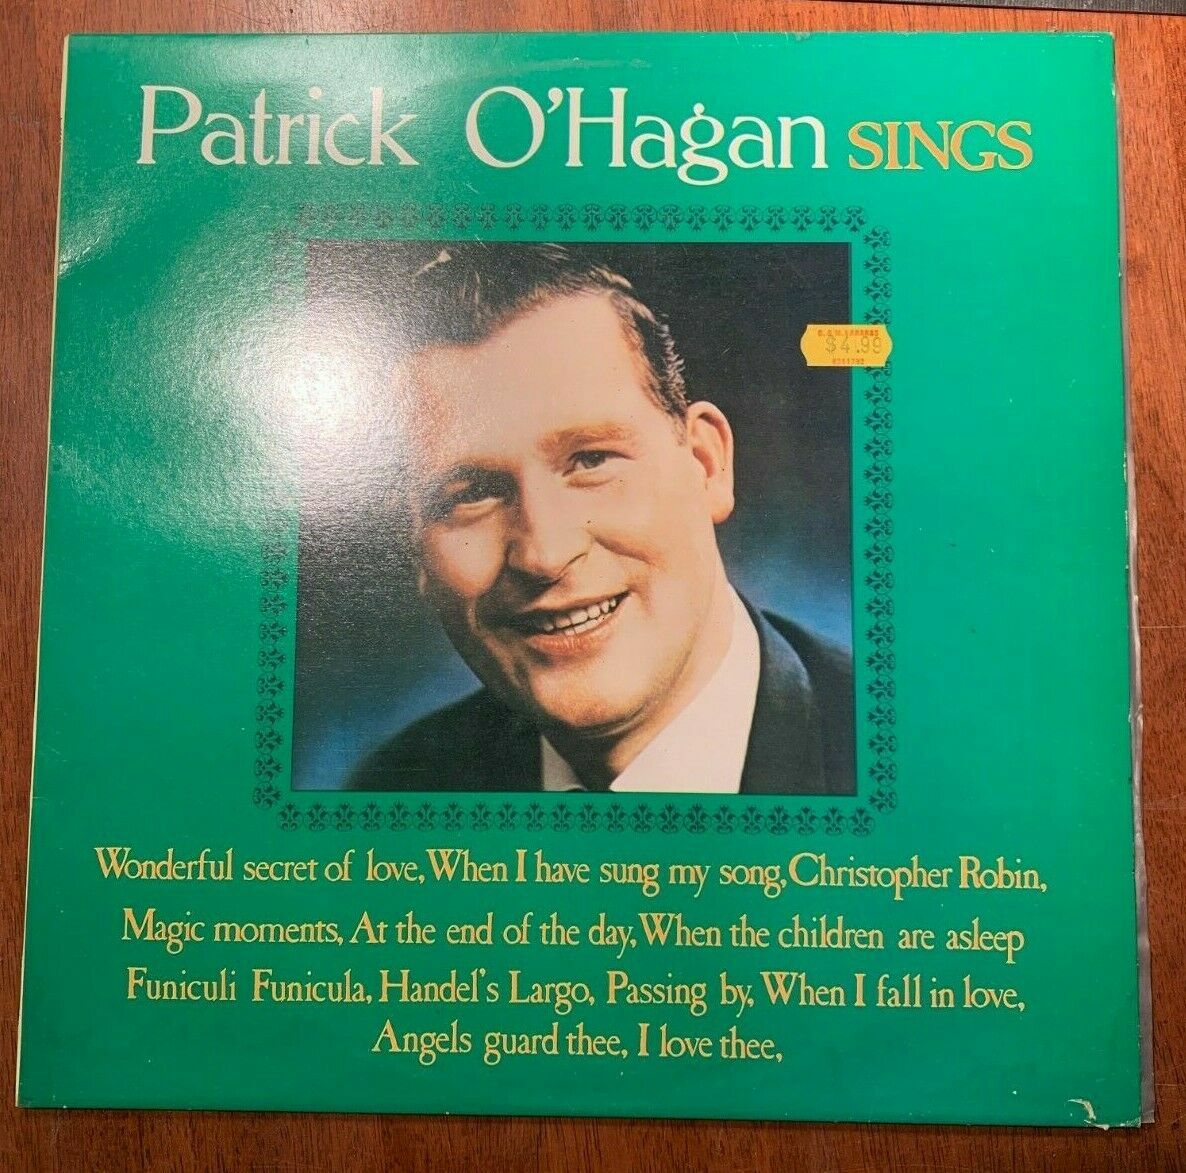 Patrick O'Hagan SINGS
$4.99
Wonderful secret of love, When I have sung my song, Christopher Robin,
Magic moments, At the end of the day, When the children are asleep
Funiculi Funicula, Handel's Largo, Passing by, When I fall in love,
Angels guard thee, I love thee,